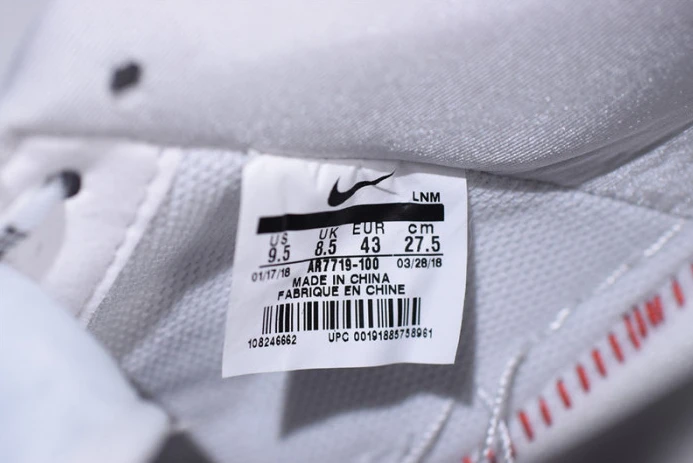 LNM
US UK EUR cm
9.5 8.5 43 27.5
01/17/18 AR7719-100 03/28/18
MADE IN CHINA
FABRIQUE EN CHINE
108246662 UPC 00191885758961